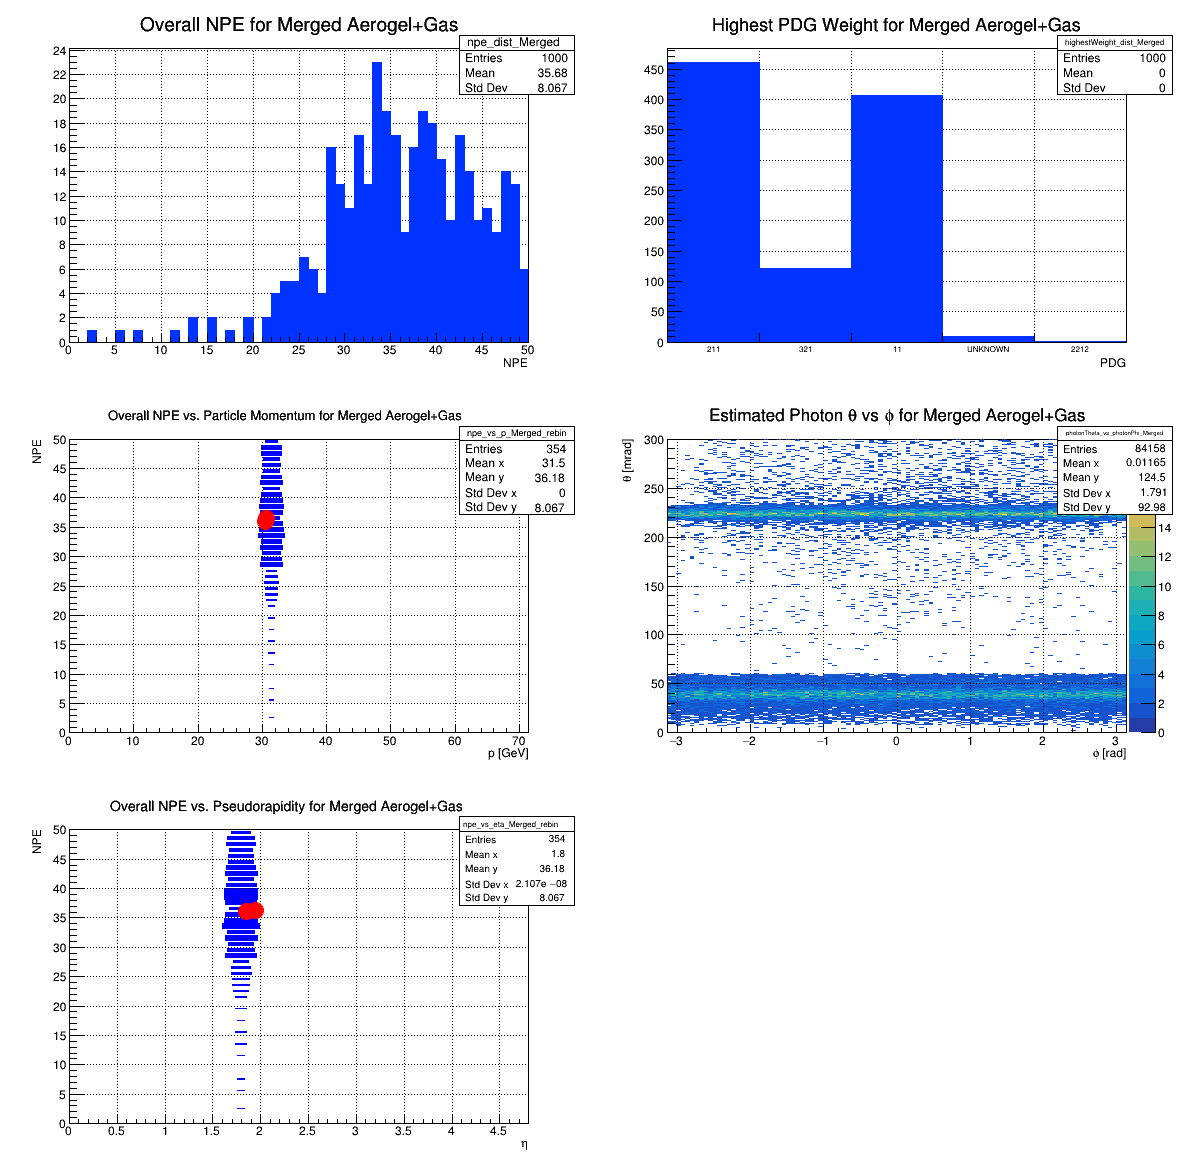 Overall NPE for Merged Aerogel+Gas
npe_dist_Merged
Entries 1000
Mean 35.68
Std Dev 8.067
24
22
20
18
16
14
12
10
8
6
4
2
0
0 5 10 15 20 25 30 35 40 45 50
NPE
Highest PDG Weight for Merged Aerogel+Gas
highestWeight_dist_Merged
Entries 1000
Mean 0
Std Dev 0
450
400
350
300
250
200
150
100
50
0
211 321 11 UNKNOWN 2212
PDG
Overall NPE vs. Particle Momentum for Merged Aerogel+Gas
npe_vs_p_Merged_rebin
Entries 354
Mean x 31.5
Mean y 36.18
Std Dev x 0
Std Dev y 8.067
NPE
50
45
40
35
30
25
20
15
10
5
0
0 10 20 30 40 50 60 70
p [GeV]
Estimated Photon θ vs ϕ for Merged Aerogel+Gas
photonTheta_vs_photonPhi_Merged
Entries 84158
Mean x 0.01165
Mean y 124.5
Std Dev x 1.791
Std Dev y 92.98
θ [mrad]
300
250
200
150
100
50
0
−3 −2 −1 0 1 2 3
ϕ [rad]
14
12
10
8
6
4
2
0
Overall NPE vs. Pseudorapidity for Merged Aerogel+Gas
npe_vs_eta_Merged_rebin
Entries 354
Mean x 1.8
Mean y 36.18
Std Dev x 2.107e −08
Std Dev y 8.067
NPE
50
45
40
35
30
25
20
15
10
5
0
0 0.5 1 1.5 2 2.5 3 3.5 4 4.5
η